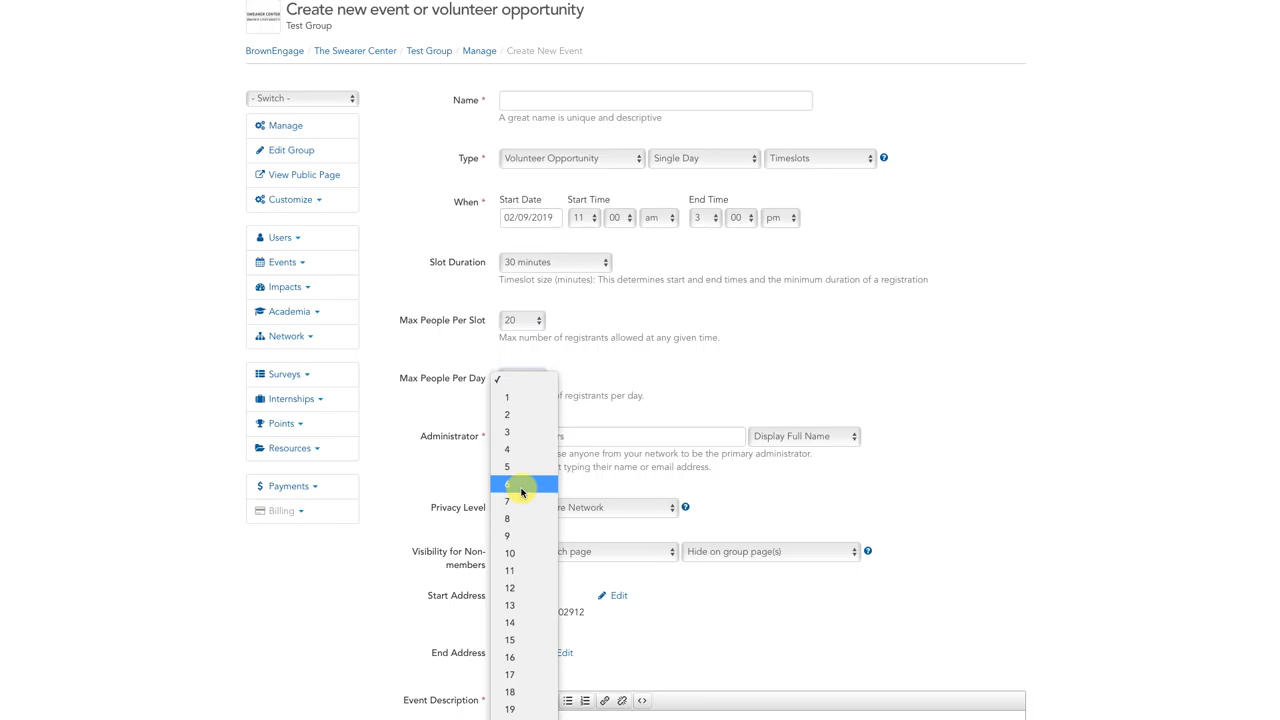 SWEARER CENTER
Create new event or volunteer opportunity
Test Group
BrownEngage / The Swearer Center / Test Group / Manage / Create New Event
- Switch -
Manage
Edit Group
View Public Page
Customize
Users
Events
Impacts
Academia
Network
Surveys
Internships
Points
Resources
Payments
Billing
Name *
A great name is unique and descriptive
Type * Volunteer Opportunity Single Day Timeslots
Start Date Start Time End Time
When * 02/09/2019 11 00 am 3 00 pm
Slot Duration 30 minutes
Timeslot size (minutes): This determines start and end times and the minimum duration of a registration
Max People Per Slot 20
Max number of registrants allowed at any given time.
Max People Per Day ✓
of registrants per day.
1
2
3
4
5
6
7
8
9
10
11
12
13
14
15
16
17
18
19
Administrator * rs Display Full Name
se anyone from your network to be the primary administrator.
t typing their name or email address.
Privacy Level re Network
Visibility for Non-members ch page Hide on group page(s)
Start Address Edit
02912
End Address Edit
Event Description *